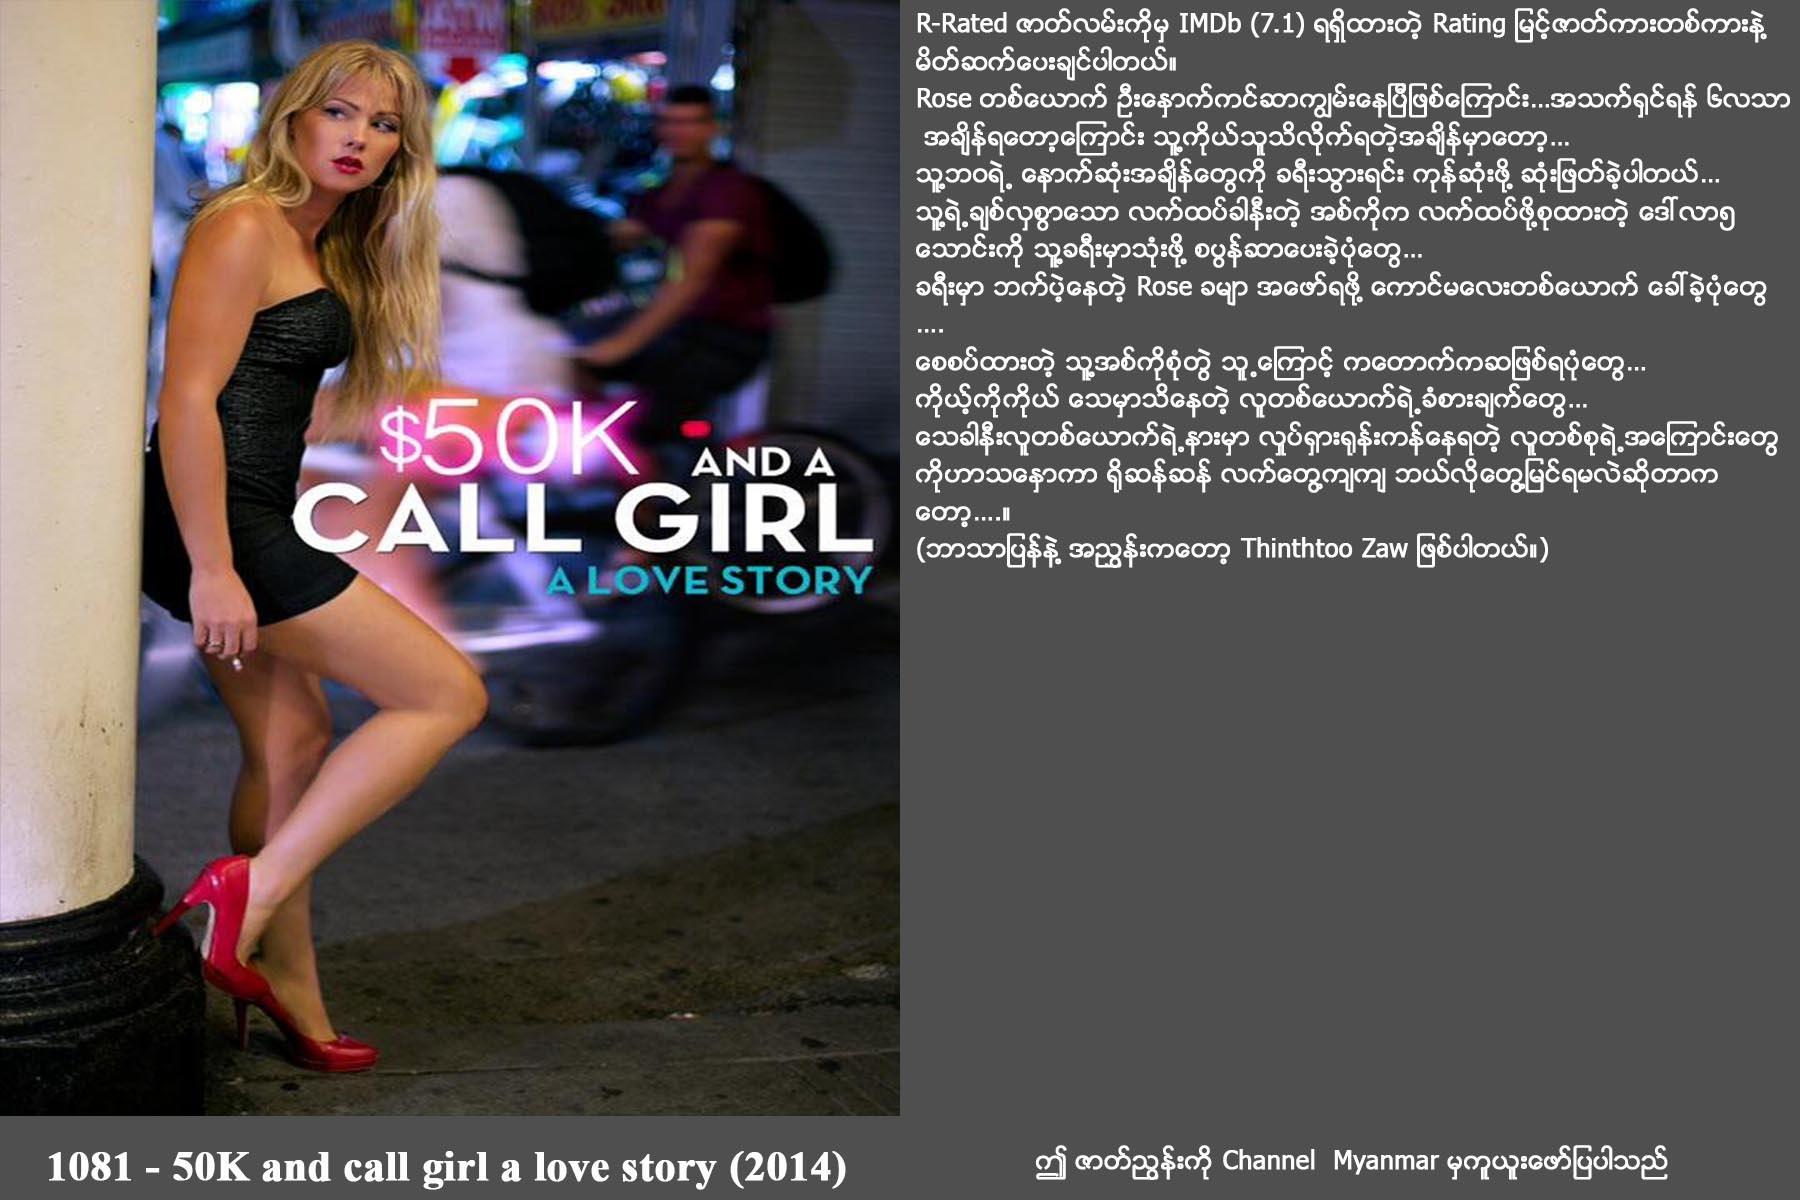 $50K AND A
CALL GIRL
A LOVE STORY
R-Rated ဇာတ်လမ်းကိုမှ IMDb (7.1) ရရှိထားတဲ့ Rating မြင့်ဇာတ်ကားတစ်ကားနဲ့
မိတ်ဆက်ပေးချင်ပါတယ်။
Rose တစ်ယောက် ဦးနှောက်ကင်ဆာကျွမ်းနေပြီဖြစ်ကြောင်း...အသက်ရှင်ရန် ၆လသာ
အချိန်ရတော့ကြောင်း သူ့ကိုယ်သူသိလိုက်ရတဲ့အချိန်မှာတော့...
သူ့ဘဝရဲ့ နောက်ဆုံးအချိန်တွေကို ခရီးသွားရင်း ကုန်ဆုံးဖို့ ဆုံးဖြတ်ခဲ့ပါတယ်...
သူ့ရဲ့ချစ်လှစွာသော လက်ထပ်ခါနီးတဲ့ အစ်ကိုက လက်ထပ်ဖို့စုထားတဲ့ ဒေါ်လာ၅
သောင်းကို သူ့ခရီးမှာသုံးဖို့ စပွန်ဆာပေးခဲ့ပုံတွေ...
ခရီးမှာ ဘက်ပဲ့နေတဲ့ Rose ခမျာ အဖော်ရဖို့ ကောင်မလေးတစ်ယောက် ခေါ်ခဲ့ပုံတွေ
....
စေစပ်ထားတဲ့ သူ့အစ်ကိုစုံတွဲ သူ့ကြောင့် ကတောက်ကဆဖြစ်ရပုံတွေ...
ကိုယ့်ကိုကိုယ် သေမှာသိနေတဲ့ လူတစ်ယောက်ရဲ့ခံစားချက်တွေ...
သေခါနီးလူတစ်ယောက်ရဲ့နားမှာ လှုပ်ရှားရုန်းကန်နေရတဲ့ လူတစ်စုရဲ့အကြောင်းတွေ
ကိုဟာသနှောကာ ရိုဆန်ဆန် လက်တွေ့ကျကျ ဘယ်လိုတွေ့မြင်ရမလဲဆိုတာက
တော့....။
(ဘာသာပြန်နဲ့ အညွှန်းကတော့ Thinthtoo Zaw ဖြစ်ပါတယ်။)
1081 - 50K and call girl a love story (2014)
ဤ ဇာတ်ညွှန်းကို Channel Myanmar မှကူယူးဖော်ပြပါသည်